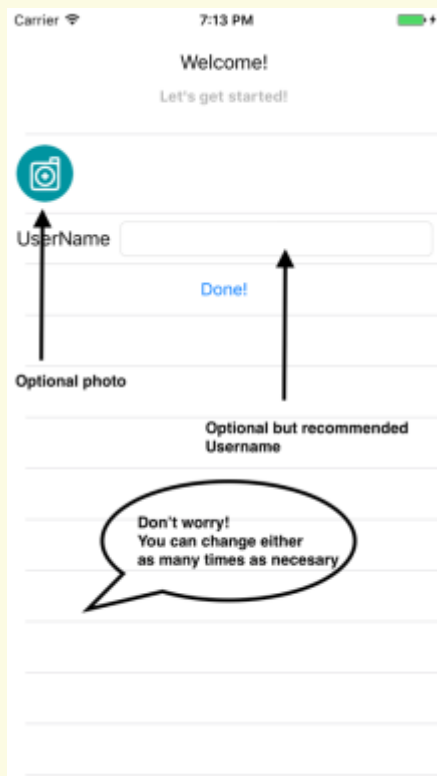 Carrier 7:13 PM
Welcome!
Let's get started!
UserName
Done!
Optional photo
Optional but recommended
Username
Don't worry!
You can change either
as many times as necesary